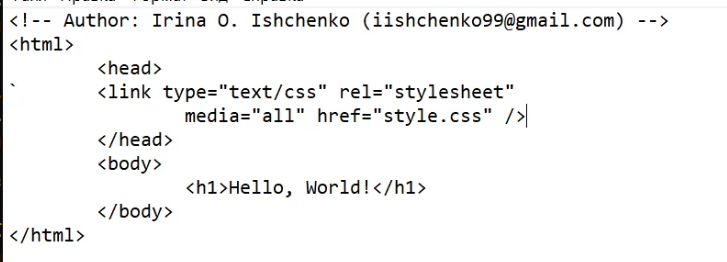 <!-- Author: Irina O. Ishchenko (iishchenko99@gmail.com) -->
<html>
	<head>
`	<link type="text/css" rel="stylesheet"
		media="all" href="style.css" />
	</head>
	<body>
		<h1>Hello, World!</h1>
	</body>
</html>